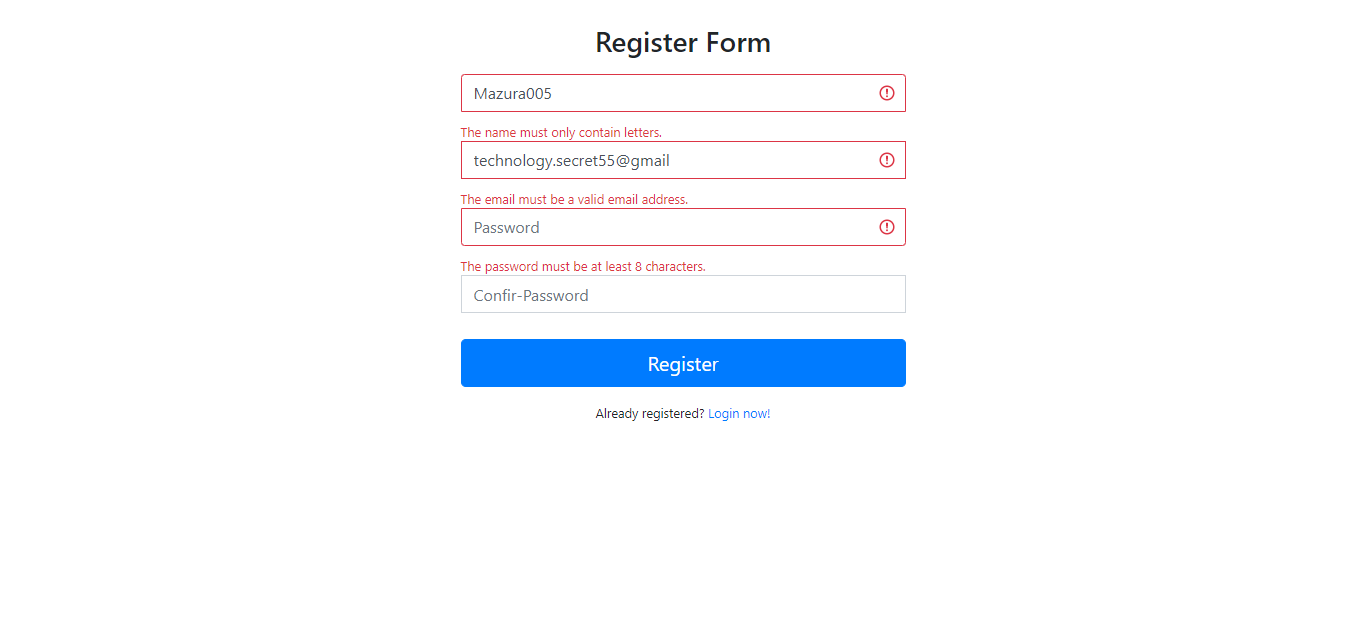 Register Form
Mazura005
The name must only contain letters.
technology.secret55@gmail
The email must be a valid email address.
Password
The password must be at least 8 characters.
Confir-Password
Register
Already registered? Login now!